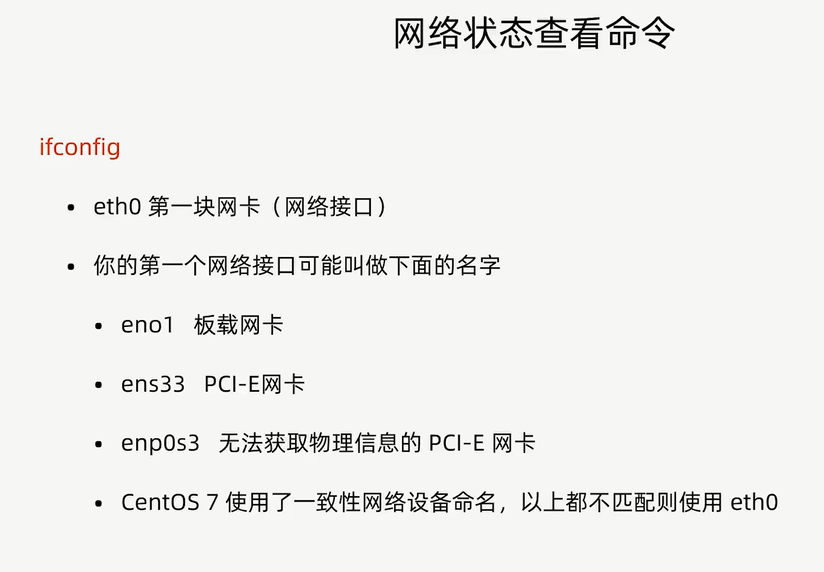 网络状态查看命令
ifconfig
• eth0 第一块网卡（网络接口）
• 你的第一个网络接口可能叫做下面的名字
• eno1 板载网卡
• ens33 PCI-E网卡
• enp0s3 无法获取物理信息的 PCI-E 网卡
• CentOS 7 使用了一致性网络设备命名，以上都不匹配则使用 eth0